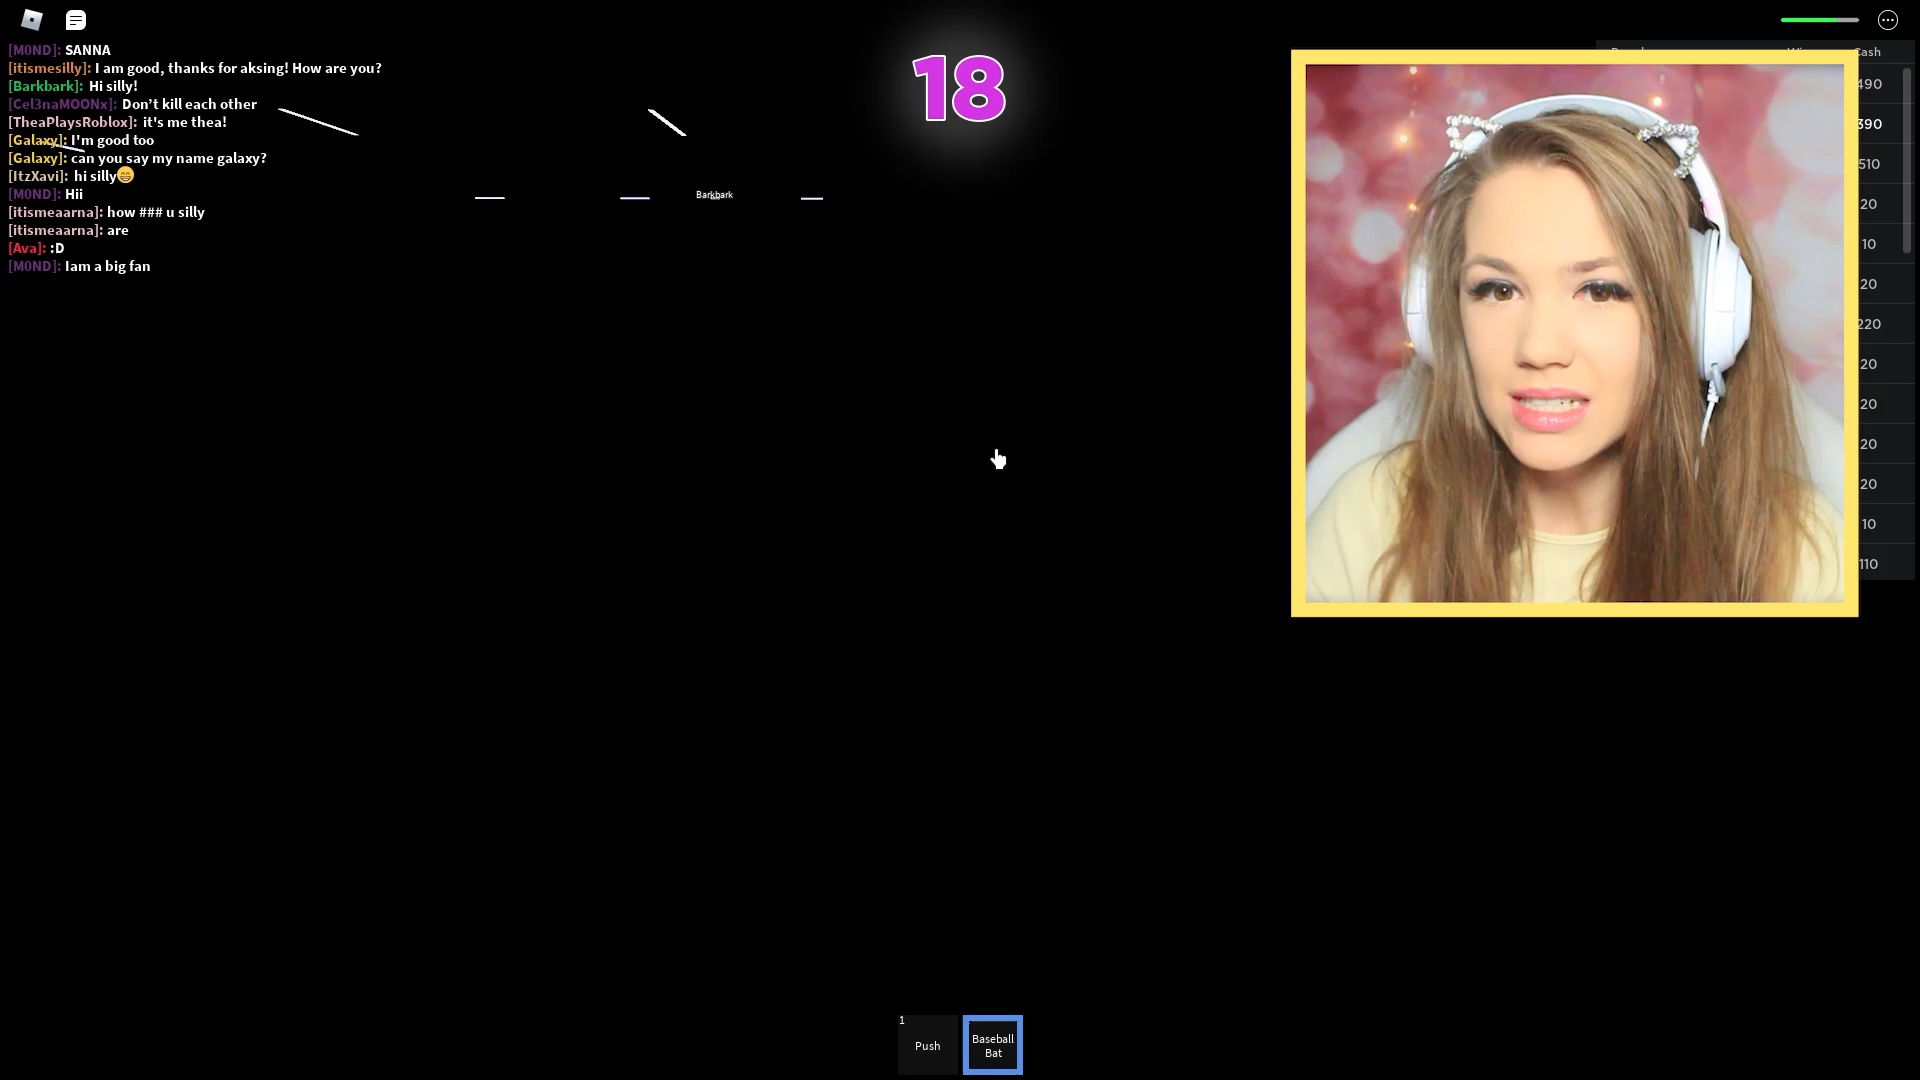 [M0ND]: SANNA
[itismesilly]: I am good, thanks for aksing! How are you?
[Barkbark]: Hi silly!
[Cel3naMOONx]: Don't kill each other
[TheaPlaysRoblox]: it's me thea!
[Galaxy]: I'm good too
[Galaxy]: can you say my name galaxy?
[ItzXavi]: hi silly😁
[M0ND]: Hii
[itismeaarna]: how ### u silly
[itismeaarna]: are
[Ava]: :D
[M0ND]: Iam a big fan
18
Barkbark
Cash
490
390
510
20
10
20
220
20
20
20
20
10
110
1
Push
Baseball
Bat